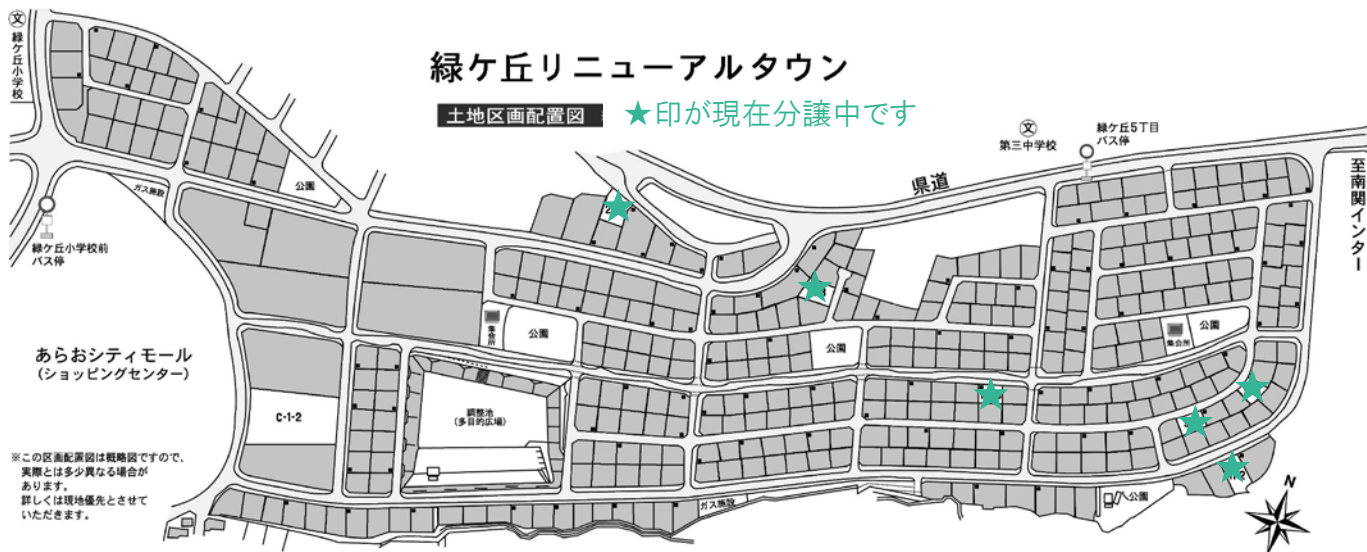 文
緑ケ丘小学校
緑ケ丘リニューアルタウン
土地区画配置図
★印が現在分譲中です
文
第三中学校
緑ケ丘5丁目
バス停
県道
至南関インター
ガス施設
公園
緑ケ丘小学校前
バス停
集会所
公園
公園
集会所
公園
あらおシティモール
(ショッピングセンター)
C-1-2
調整池
(多目的広場)
※この区画配置図は概略図ですので、
実際とは多少異なる場合が
あります。
詳しくは現地優先とさせて
いただきます。
ガス施設
公園
N